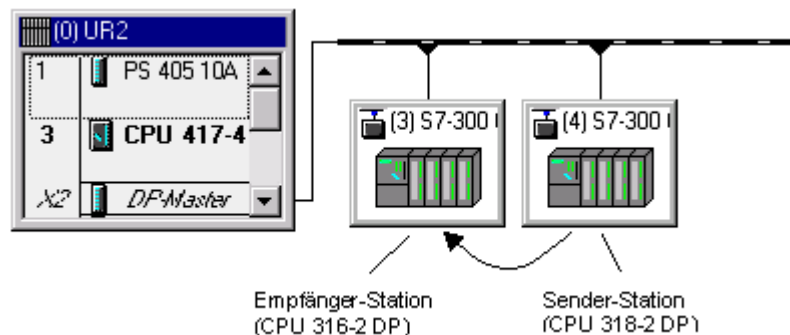 (0) UR2
1 PS 405 10A
3 CPU 417-4
X2 DP-Master
(3) S7-300
(4) S7-300
Empfänger-Station
(CPU 316-2 DP)
Sender-Station
(CPU 318-2 DP)